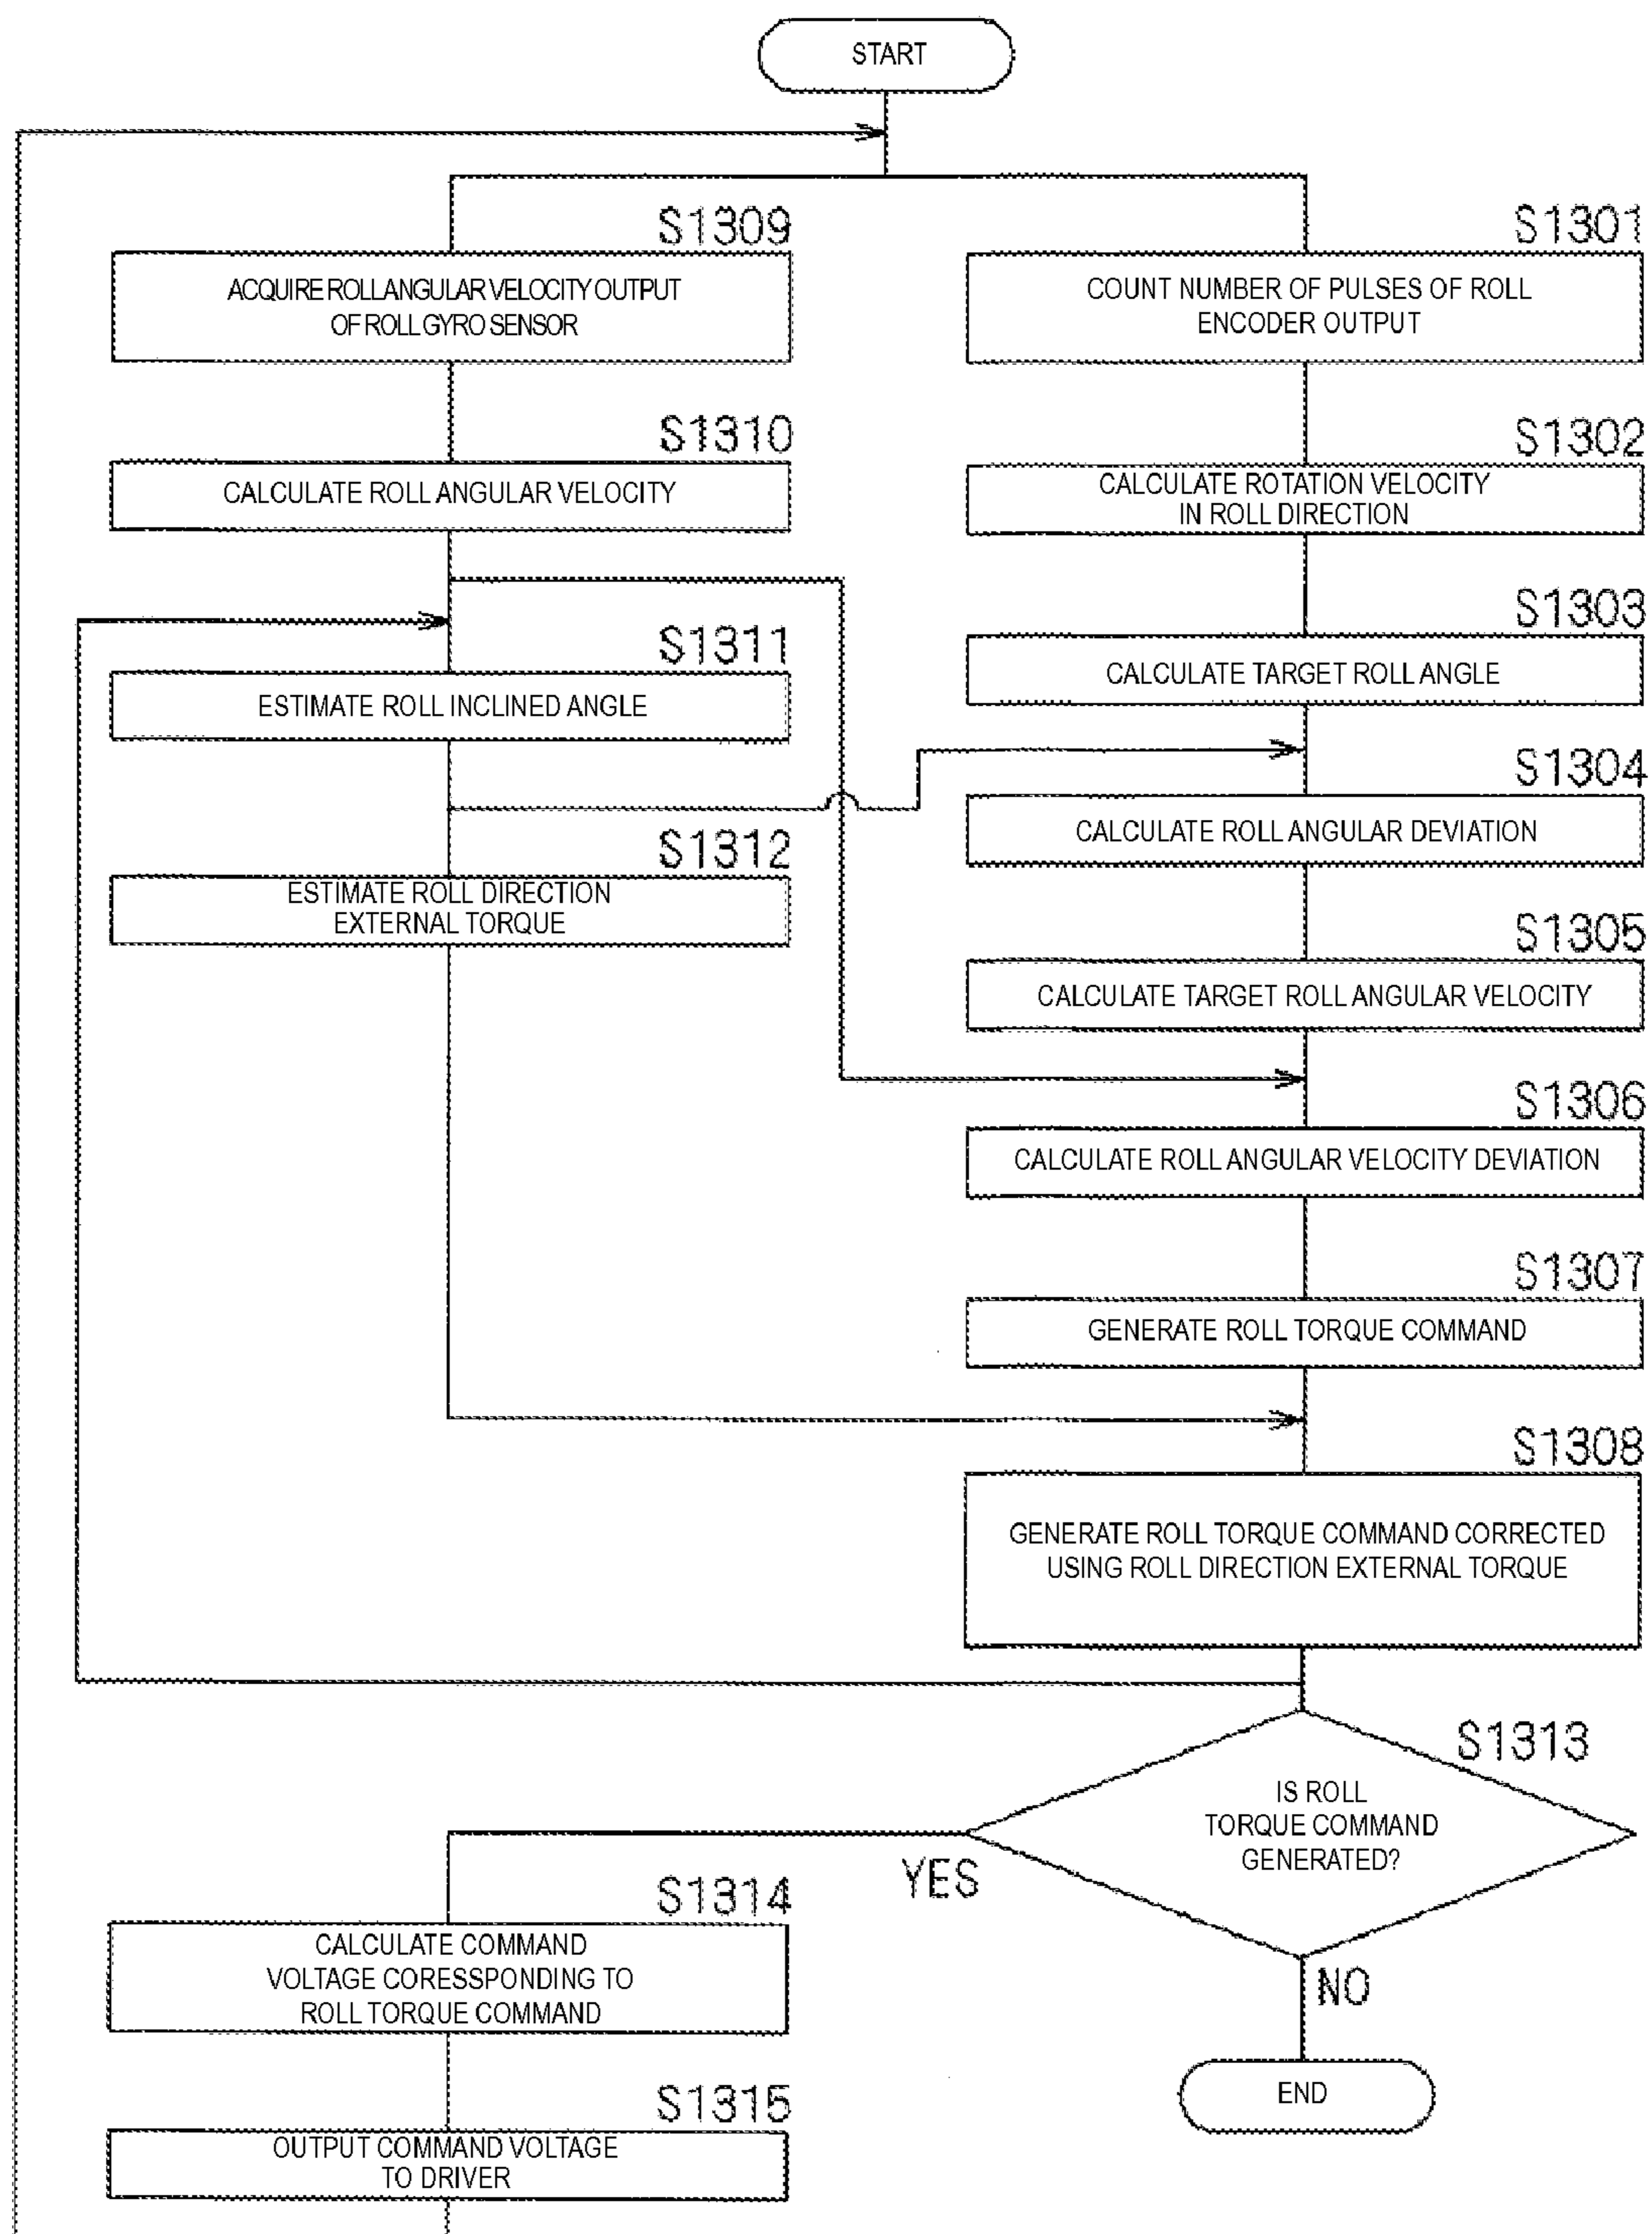 START
S1309
ACQUIRE ROLL ANGULAR VELOCITY OUTPUT
OF ROLL GYRO SENSOR
S1310
CALCULATE ROLL ANGULAR VELOCITY
S1311
ESTIMATE ROLL INCLINED ANGLE
S1312
ESTIMATE ROLL DIRECTION
EXTERNAL TORQUE
S1301
COUNT NUMBER OF PULSES OF ROLL
ENCODER OUTPUT
S1302
CALCULATE ROTATION VELOCITY
IN ROLL DIRECTION
S1303
CALCULATE TARGET ROLL ANGLE
S1304
CALCULATE ROLL ANGULAR DEVIATION
S1305
CALCULATE TARGET ROLL ANGULAR VELOCITY
S1306
CALCULATE ROLL ANGULAR VELOCITY DEVIATION
S1307
GENERATE ROLL TORQUE COMMAND
S1308
GENERATE ROLL TORQUE COMMAND CORRECTED
USING ROLL DIRECTION EXTERNAL TORQUE
S1313
IS ROLL
TORQUE COMMAND
GENERATED?
YES
NO
S1314
CALCULATE COMMAND
VOLTAGE CORESSPONDING TO
ROLL TORQUE COMMAND
S1315
OUTPUT COMMAND VOLTAGE
TO DRIVER
END